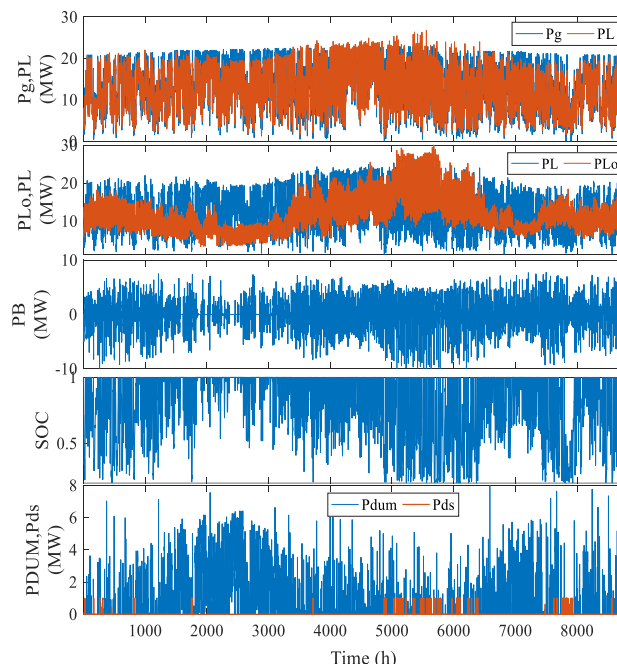 30
Pg PL
20
10
0
Pg,PL
(MW)
30
PL PLo
20
10
PLo,PL
(MW)
10
0
-10
PB
(MW)
1
0.5
SOC
8
Pdum Pds
6
4
2
0
PDUM,Pds
(MW)
1000 2000 3000 4000 5000 6000 7000 8000
Time (h)